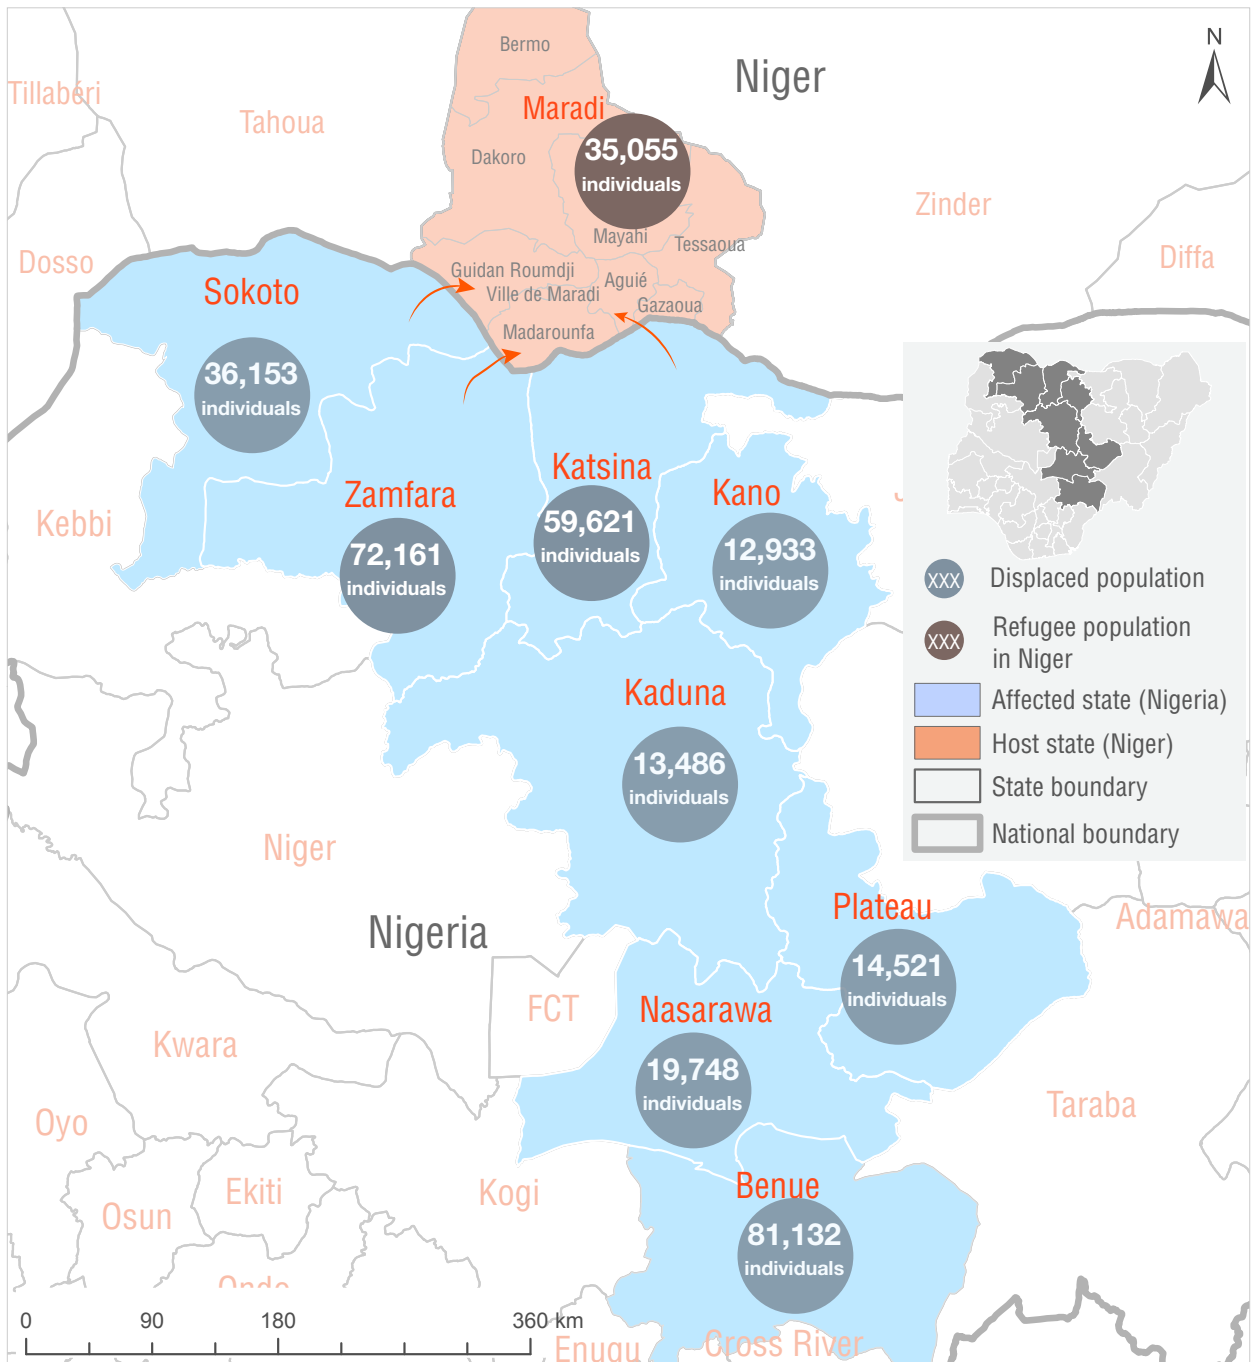 Bermo
N
Niger
Tillabéri
Maradi
Tahoua
35,055
individuals
Dakoro
Zinder
Mayahi
Tessaoua
Dosso
Diffa
Guidan Roumdji
Aguié
Sokoto
Ville de Maradi
Gazaoua
Madarounfa
36,153
individuals
Katsina
Zamfara
Kano
Kebbi
59,621
individuals
72,161
individuals
12,933
individuals
XXX
Displaced population
XXX
Refugee population
in Niger
Affected state (Nigeria)
Host state (Niger)
State boundary
National boundary
Kaduna
13,486
individuals
Niger
Nigeria
Plateau
Adamawa
14,521
individuals
FCT
Nasarawa
Kwara
19,748
individuals
Taraba
Oyo
Ekiti
Kogi
Benue
Osun
81,132
individuals
Ondo
0 90 180 360 km
Enugu
Cross River